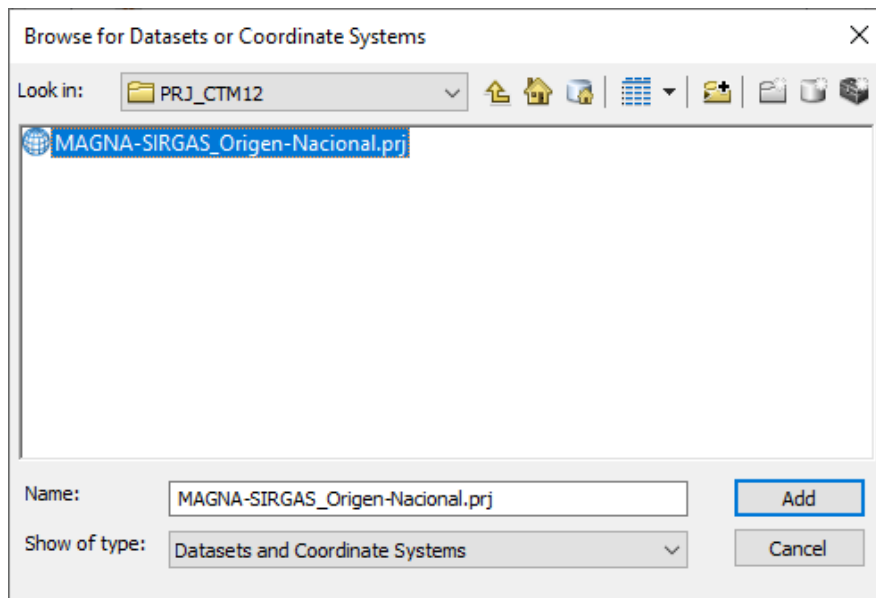 Browse for Datasets or Coordinate Systems
Look in: PRJ_CTM12
MAGNA-SIRGAS_Origen-Nacional.prj
Name: MAGNA-SIRGAS_Origen-Nacional.prj Add
Show of type: Datasets and Coordinate Systems Cancel